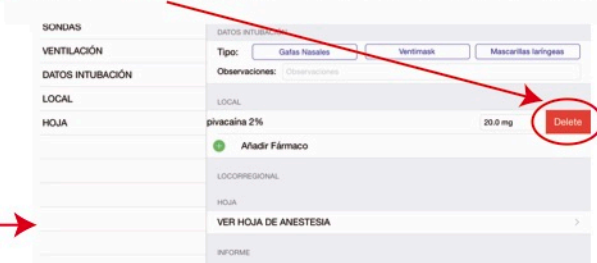 SONDAS
VENTILACIÓN
DATOS INTUBACIÓN
LOCAL
HOJA
DATOS INTUBACIÓN
Tipo: Gafas Nasales Ventimask Mascarillas laríngeas
Observaciones: Observaciones
LOCAL
pivacaína 2% 20.0 mg Delete
Añadir Fármaco
LOCORREGIONAL
HOJA
VER HOJA DE ANESTESIA
INFORME